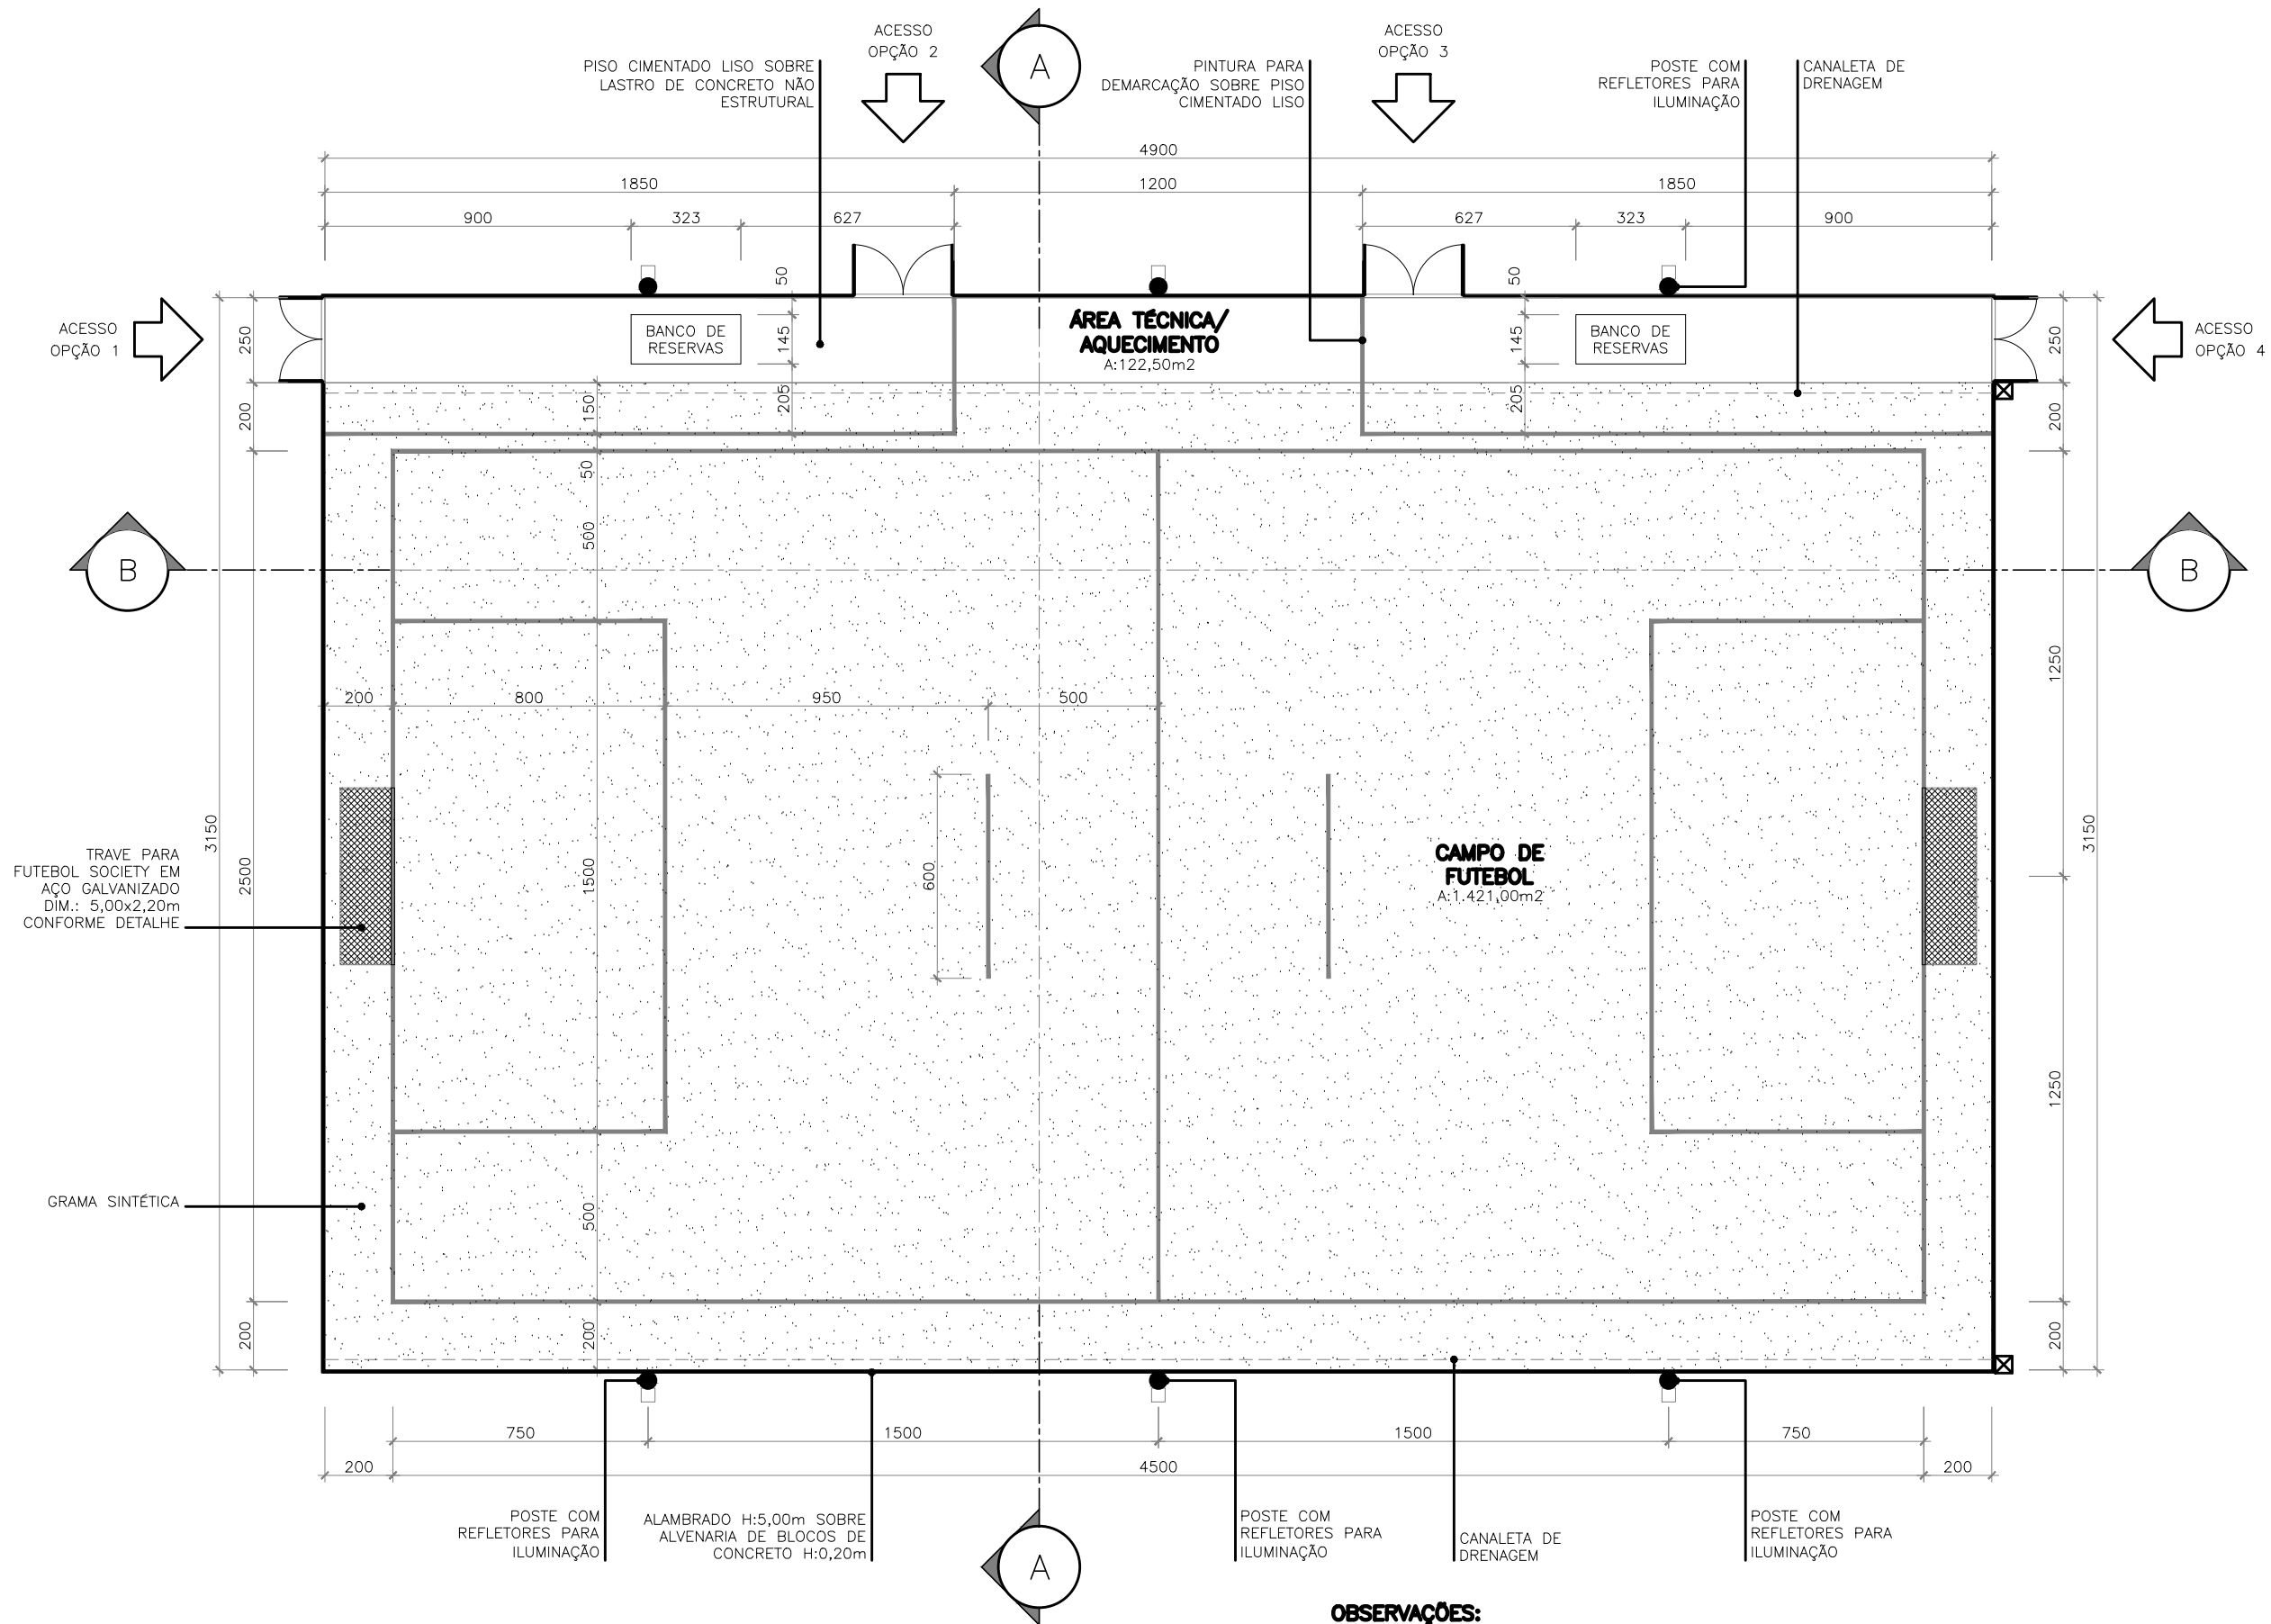 ACESSO
OPÇÃO 2
A
ACESSO
OPÇÃO 3
PISO CIMENTADO LISO SOBRE
LASTRO DE CONCRETO NÃO
ESTRUTURAL
PINTURA PARA
DEMARCAÇÃO SOBRE PISO
CIMENTADO LISO
POSTE COM
REFLETORES PARA
ILUMINAÇÃO
CANALETA DE
DRENAGEM
4900
1850
1200
1850
900
323
627
627
323
900
50
50
ACESSO
OPÇÃO 1
250
BANCO DE
RESERVAS
145
ÁREA TÉCNICA/
AQUECIMENTO
A:122,50m2
145
BANCO DE
RESERVAS
250
ACESSO
OPÇÃO 4
200
150
205
205
200
50
500
B
B
1250
200
800
950
500
3150
2500
1500
600
CAMPO DE
FUTEBOL
A:1.421,00m2
3150
TRAVE PARA
FUTEBOL SOCIETY EM
AÇO GALVANIZADO
DIM.: 5,00x2,20m
CONFORME DETALHE
1250
GRAMA SINTÉTICA
500
200
200
200
750
1500
1500
750
200
4500
200
POSTE COM
REFLETORES PARA
ILUMINAÇÃO
ALAMBRADO H:5,00m SOBRE
ALVENARIA DE BLOCOS DE
CONCRETO H:0,20m
A
POSTE COM
REFLETORES PARA
ILUMINAÇÃO
CANALETA DE
DRENAGEM
POSTE COM
REFLETORES PARA
ILUMINAÇÃO
OBSERVAÇÕES: